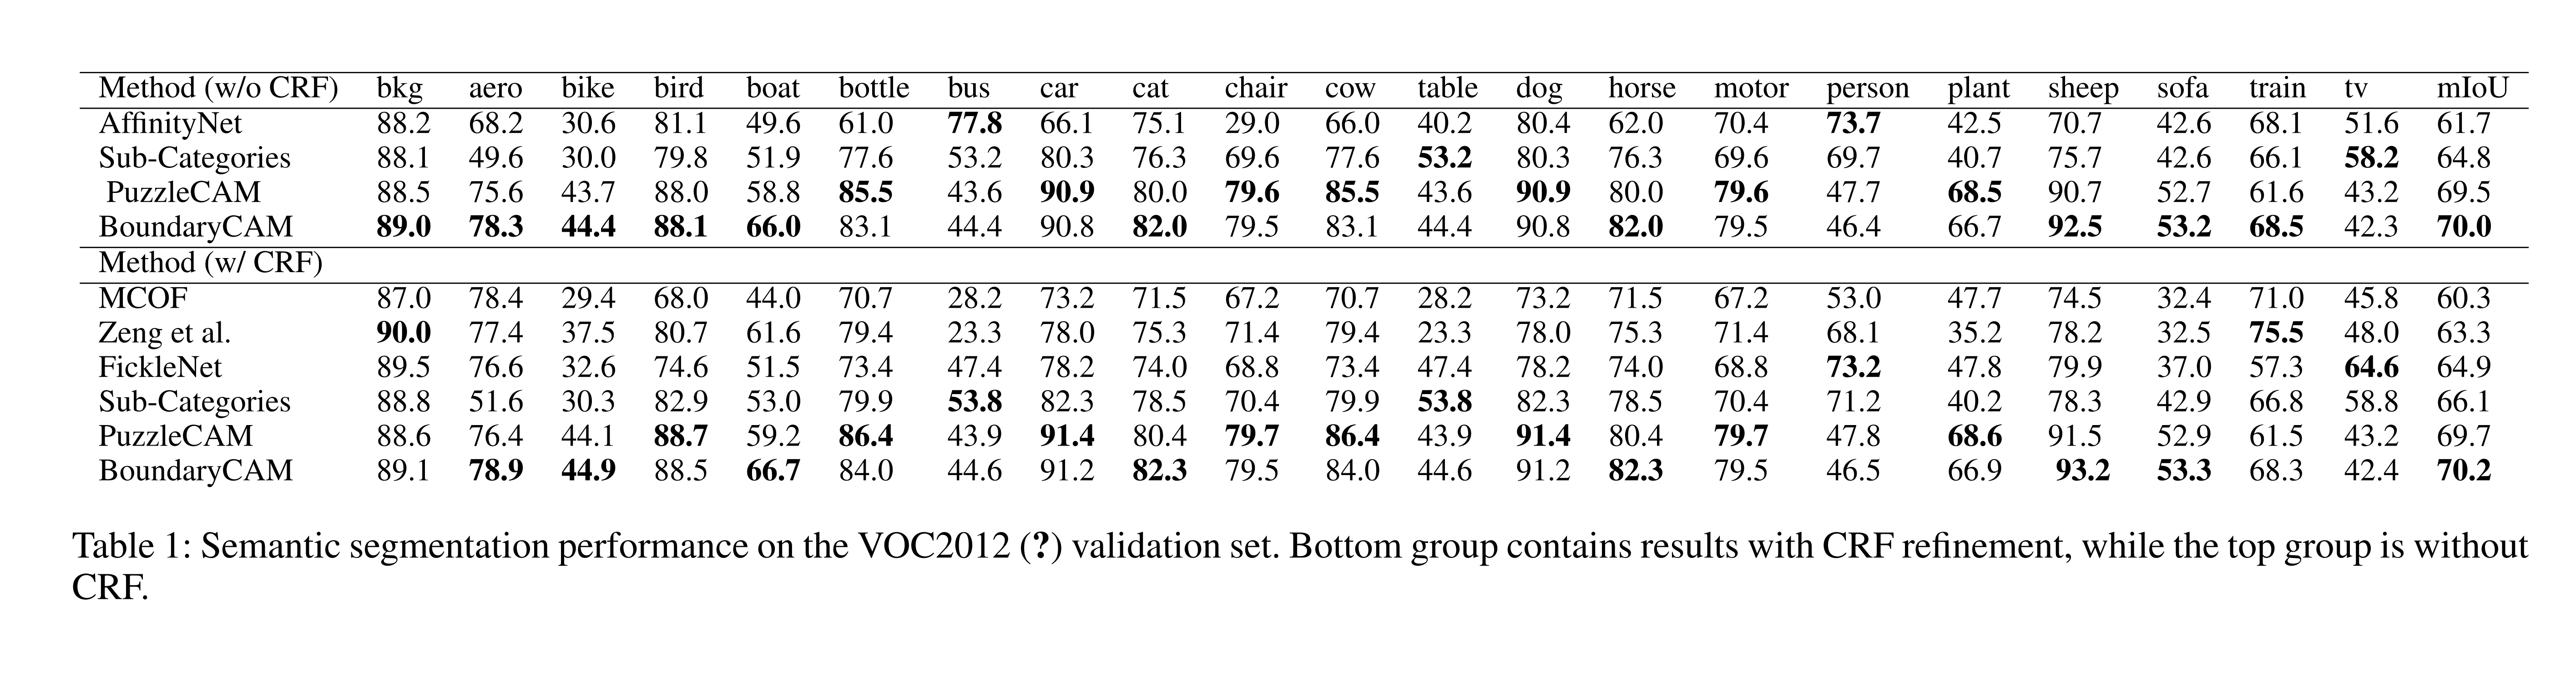 Method (w/o CRF) bkg aero bike bird boat bottle bus car cat chair cow table dog horse motor person plant sheep sofa train tv mIoU
AffinityNet 88.2 68.2 30.6 81.1 49.6 61.0 77.8 66.1 75.1 29.0 66.0 40.2 80.4 62.0 70.4 73.7 42.5 70.7 42.6 68.1 51.6 61.7
Sub-Categories 88.1 49.6 30.0 79.8 51.9 77.6 53.2 80.3 76.3 69.6 77.6 53.2 80.3 76.3 69.6 69.7 40.7 75.7 42.6 66.1 58.2 64.8
PuzzleCAM 88.5 75.6 43.7 88.0 58.8 85.5 43.6 90.9 80.0 79.6 85.5 43.6 90.9 80.0 79.6 47.7 68.5 90.7 52.7 61.6 43.2 69.5
BoundaryCAM 89.0 78.3 44.4 88.1 66.0 83.1 44.4 90.8 82.0 79.5 83.1 44.4 90.8 82.0 79.5 46.4 66.7 92.5 53.2 68.5 42.3 70.0
Method (w/ CRF)
MCOF 87.0 78.4 29.4 68.0 44.0 70.7 28.2 73.2 71.5 67.2 70.7 28.2 73.2 71.5 67.2 53.0 47.7 74.5 32.4 71.0 45.8 60.3
Zeng et al. 90.0 77.4 37.5 80.7 61.6 79.4 23.3 78.0 75.3 71.4 79.4 23.3 78.0 75.3 71.4 68.1 35.2 78.2 32.5 75.5 48.0 63.3
FickleNet 89.5 76.6 32.6 74.6 51.5 73.4 47.4 78.2 74.0 68.8 73.4 47.4 78.2 74.0 68.8 73.2 47.8 79.9 37.0 57.3 64.6 64.9
Sub-Categories 88.8 51.6 30.3 82.9 53.0 79.9 53.8 82.3 78.5 70.4 79.9 53.8 82.3 78.5 70.4 71.2 40.2 78.3 42.9 66.8 58.8 66.1
PuzzleCAM 88.6 76.4 44.1 88.7 59.2 86.4 43.9 91.4 80.4 79.7 86.4 43.9 91.4 80.4 79.7 47.8 68.6 91.5 52.9 61.5 43.2 69.7
BoundaryCAM 89.1 78.9 44.9 88.5 66.7 84.0 44.6 91.2 82.3 79.5 84.0 44.6 91.2 82.3 79.5 46.5 66.9 93.2 53.3 68.3 42.4 70.2
Table 1: Semantic segmentation performance on the VOC2012 (?) validation set. Bottom group contains results with CRF refinement, while the top group is without
CRF.